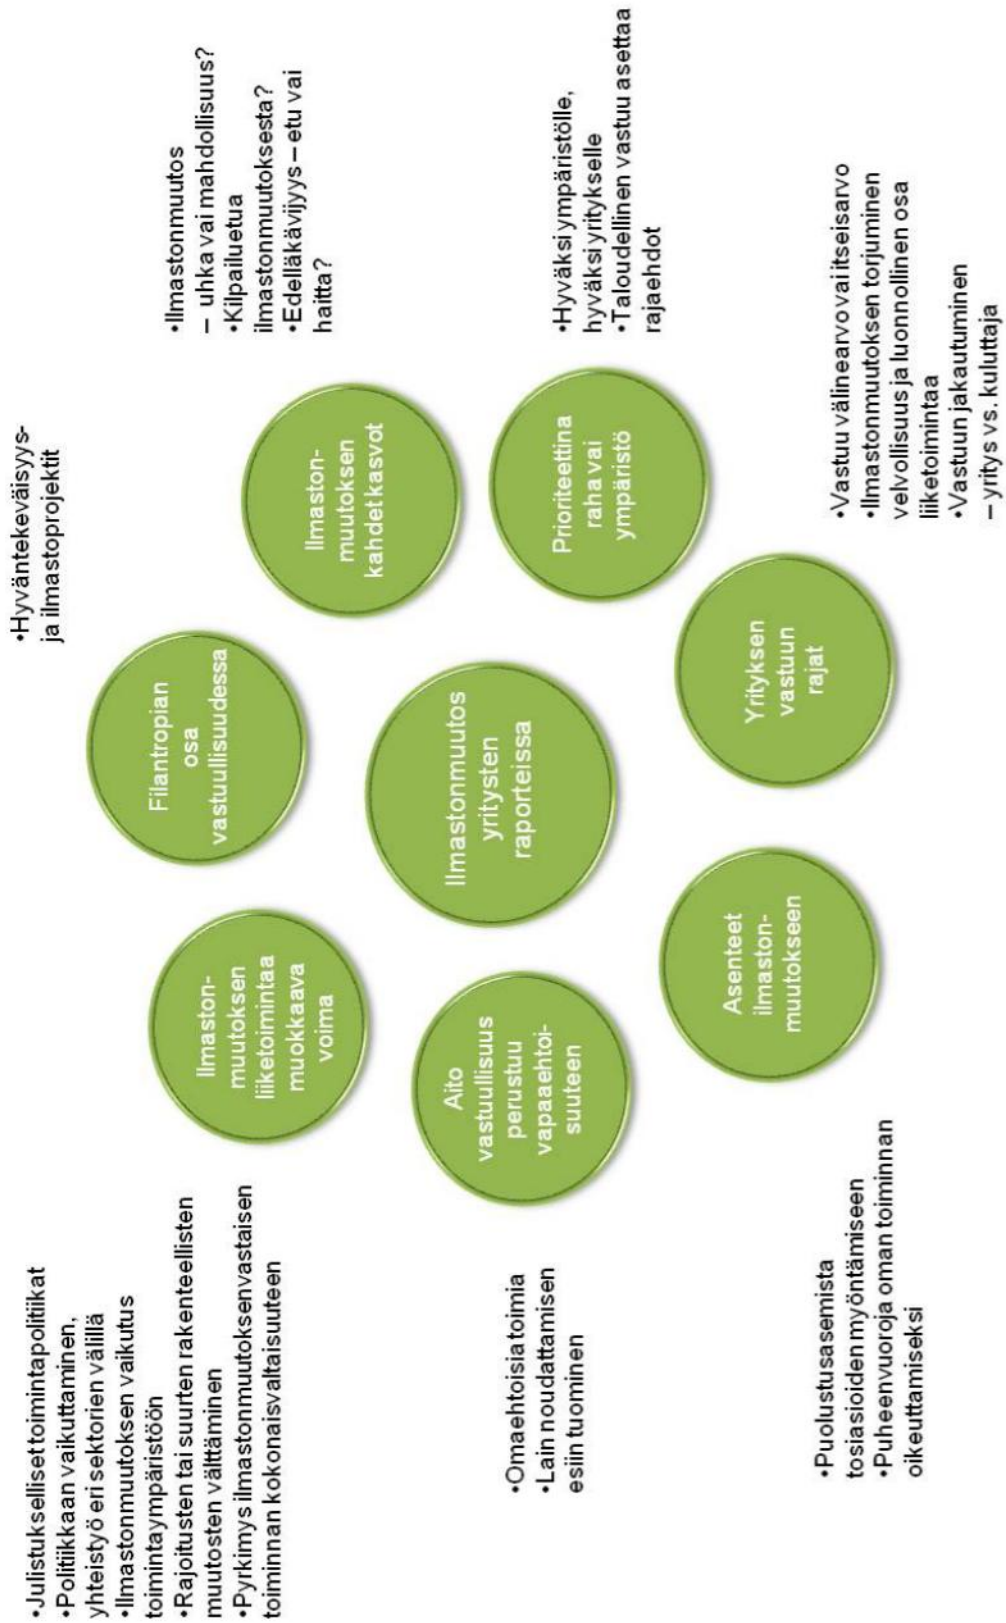 •Hyväntekeväisyys-
ja ilmastoprojektit
•Julistukselliset toimintapolitiikat
•Politiikkaan vaikuttaminen,
yhteistyö eri sektorien välillä
•Ilmastonmuutoksen vaikutus
toimintaympäristöön
•Rajoitusten tai suurten rakenteellisten
muutosten välttäminen
•Pyrkimys ilmastonmuutoksenvastaisen
toiminnan kokonaisvaltaisuuteen
Filantropian
osa
vastuullisuudessa
Ilmaston-
muutoksen
liiketoimintaa
muokkaava
voima
Ilmaston-
muutoksen
kahdet kasvot
•Ilmastonmuutos
– uhka vai mahdollisuus?
•Kilpailuetua
ilmastonmuutoksesta?
•Edelläkävijyys – etu vai
haitta?
Ilmastonmuutos
yritysten
raporteissa
•Omaehtoisia toimia
•Lain noudattamisen
esiin tuominen
Aito
vastuullisuus
perustuu
vapaaehtoi-
suuteen
Prioriteettina
raha vai
ympäristö
•Hyväksi ympäristölle,
hyväksi yritykselle
•Taloudellinen vastuu asettaa
rajaehdot
•Puolustusasemista
tosiasioiden myöntämiseen
•Puheenvuoroja oman toiminnan
oikeuttamiseksi
Asenteet
ilmaston-
muutokseen
Yrityksen
vastuun
rajat
•Vastuu välinearvo vai itseisarvo
•Ilmastonmuutoksen torjuminen
velvollisuus ja luonnollinen osa
liiketoimintaa
•Vastuun jakautuminen
– yritys vs. kuluttaja